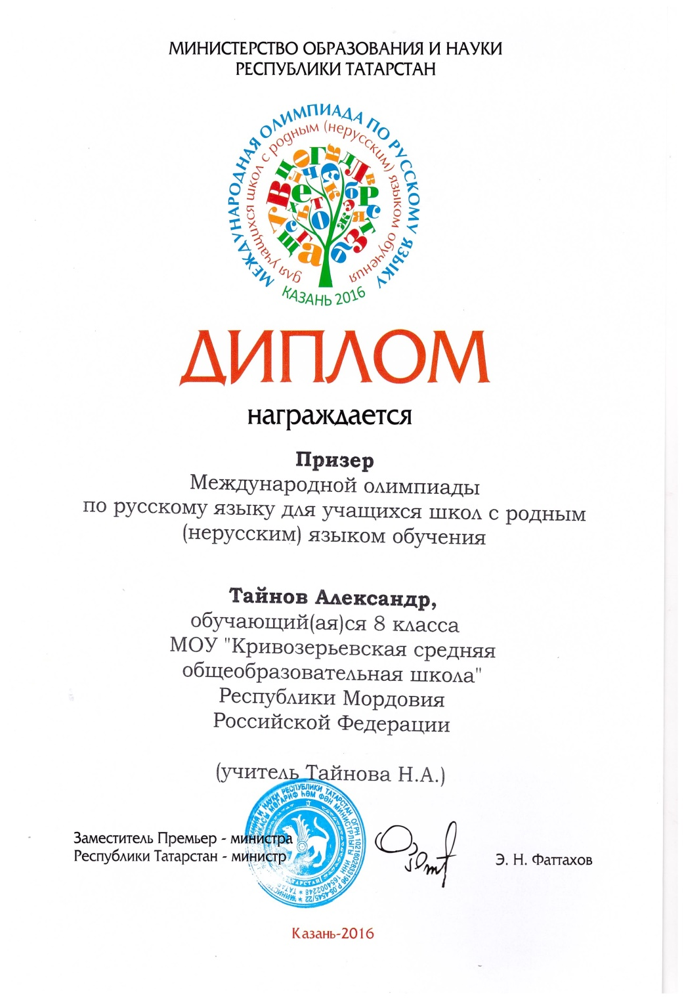 МИНИСТЕРСТВО ОБРАЗОВАНИЯ И НАУКИ
РЕСПУБЛИКИ ТАТАРСТАН
МЕЖДУНАРОДНАЯ ОЛИМПИАДА ПО РУССКОМУ ЯЗЫКУ
для учащихся школ с родным (нерусским) языком обучения
КАЗАНЬ 2016
ДИПЛОМ
награждается
Призер
Международной олимпиады
по русскому языку для учащихся школ с родным
(нерусским) языком обучения
Тайнов Александр,
обучающий(ая)ся 8 класса
МОУ "Кривозерьевская средняя
общеобразовательная школа"
Республики Мордовия
Российской Федерации
(учитель Тайнова Н.А.)
Заместитель Премьер - министра
Республики Татарстан - министр
Э. Н. Фаттахов
Казань-2016